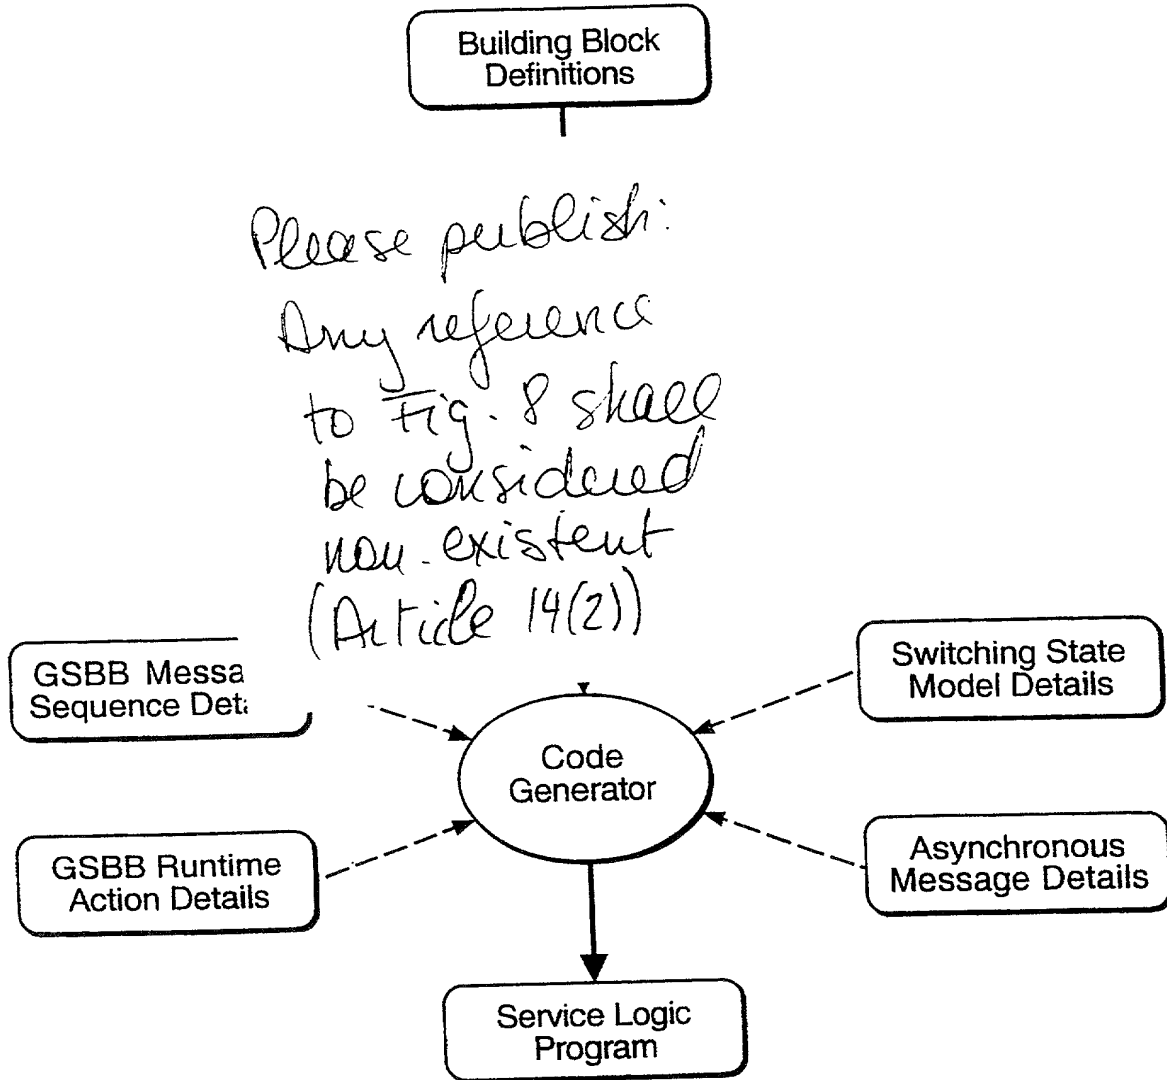 Building Block
Definitions
Please publish:
Any reference
to Fig. 8 shall
be considered
non-existent
(Article 14(2))
GSBB Messa
Sequence Deta
Switching State
Model Details
Code
Generator
GSBB Runtime
Action Details
Asynchronous
Message Details
Service Logic
Program